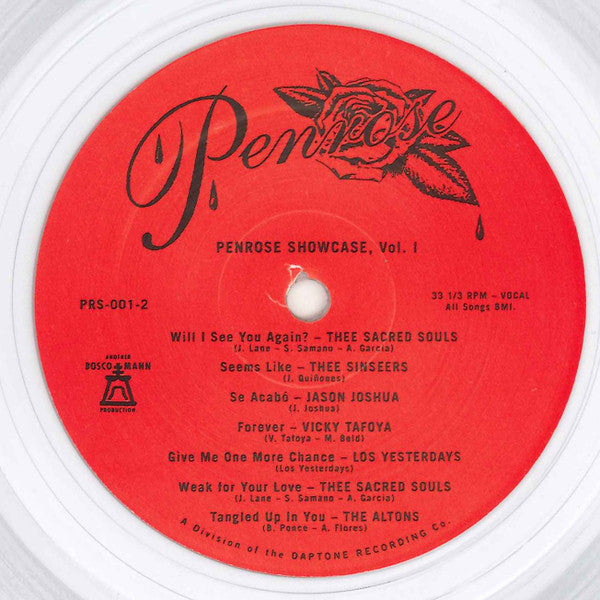 Penrose
PENROSE SHOWCASE, Vol. I
PRS-001-2
33 1/3 RPM – VOCAL
All Songs BMI.
Will I See You Again? – THEE SACRED SOULS
(J. Lane – S. Samano – A. Garcia)
Seems Like – THEE SINSEERS
(J. Quiñones)
Se Acabó – JASON JOSHUA
(J. Joshua)
Forever – VICKY TAFOYA
(V. Tafoya – M. Beld)
Give Me One More Chance – LOS YESTERDAYS
(Los Yesterdays)
Weak for Your Love – THEE SACRED SOULS
(J. Lane – S. Samano – A. Garcia)
Tangled Up In You – THE ALTONS
(B. Ponce – A. Flores)
ANOTHER
BOSCO MANN
PRODUCTION
A Division of the DAPTONE RECORDING Co.